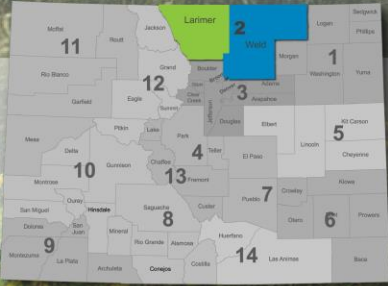 Sedgwick
Larimer
Jackson
Logan
Moffat
Phillips
Routt
2
Weld
11
Morgan
1
Grand
Boulder
Washington
Yuma
Rio Blanco
12
Adams
3
Denver
Arapahoe
Clear Creek
Jefferson
Eagle
Summit
Garfield
Douglas
Elbert
Kit Carson
5
Pitkin
Lake
Park
Lincoln
Cheyenne
Mesa
Delta
4
Teller
El Paso
10
Gunnison
Chaffee
13
Fremont
Kiowa
Montrose
7
Crowley
Pueblo
Ouray
Saguache
Custer
San Miguel
Hinsdale
8
Otero
6
Prowers
Dolores
San Juan
Mineral
Huerfano
9
Rio Grande
Alamosa
14
Montezuma
La Plata
Archuleta
Conejos
Costilla
Las Animas
Baca